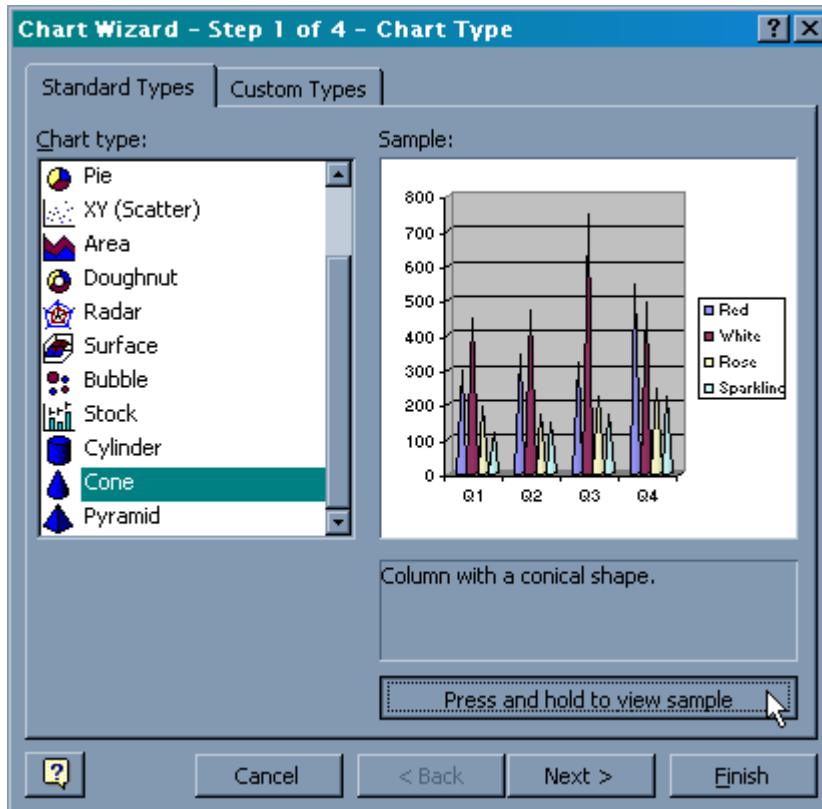 Chart Wizard - Step 1 of 4 - Chart Type
Standard Types
Custom Types
Chart type:
Pie
XY (Scatter)
Area
Doughnut
Radar
Surface
Bubble
Stock
Cylinder
Cone
Pyramid
Sample:
800
700
600
500
400
300
200
100
0
Q1 Q2 Q3 Q4
Red
White
Rose
Sparkling
Column with a conical shape.
Press and hold to view sample
Cancel
< Back
Next >
Finish